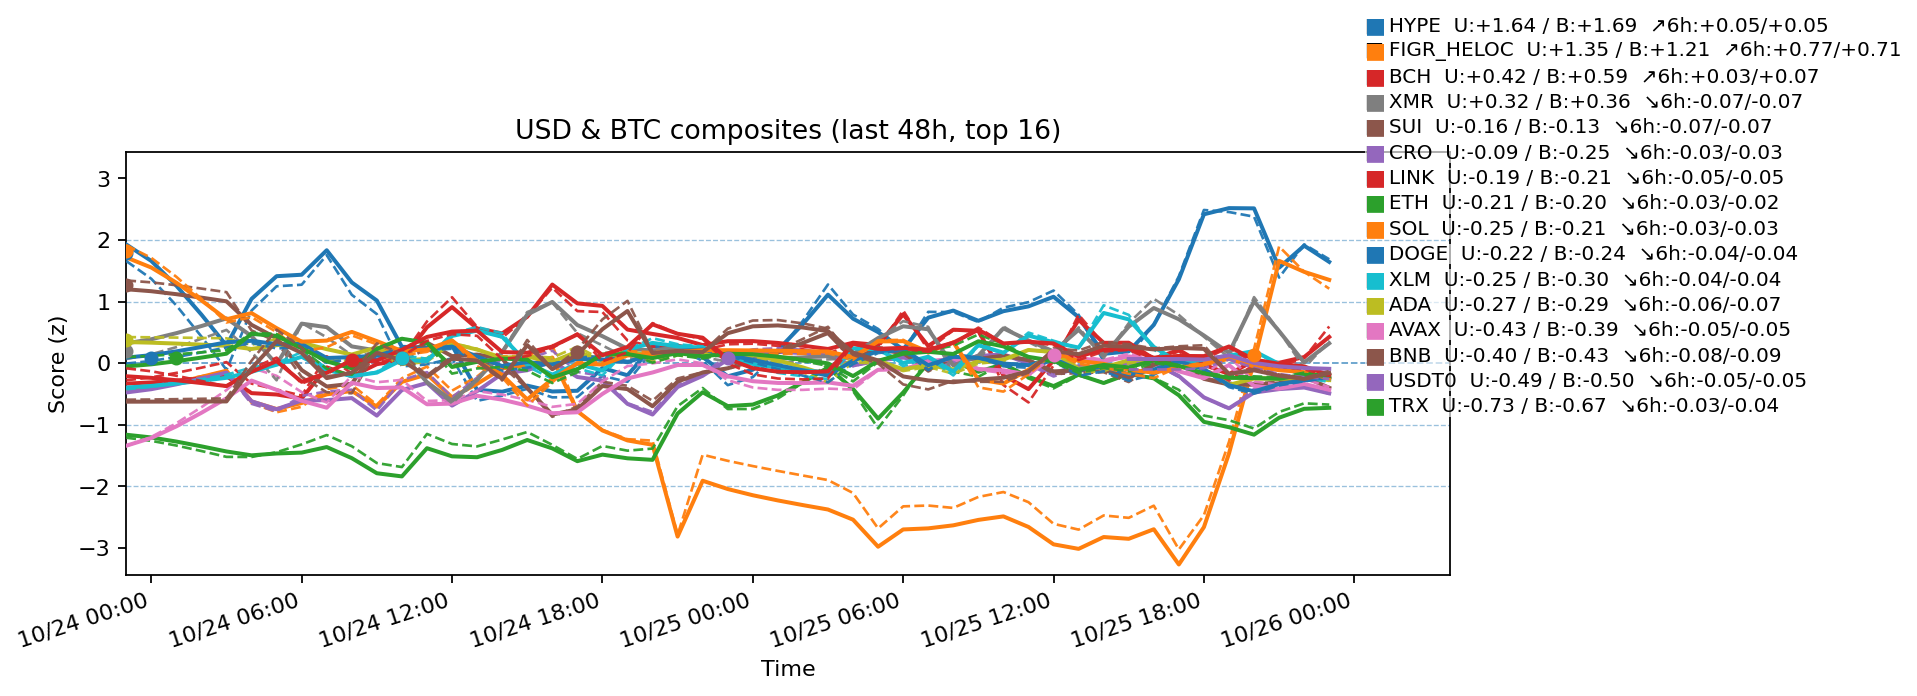 HYPE  U:+1.64 / B:+1.69  ↗6h:+0.05/+0.05
FIGR_HELOC  U:+1.35 / B:+1.21  ↗6h:+0.77/+0.71
BCH  U:+0.42 / B:+0.59  ↗6h:+0.03/+0.07
XMR  U:+0.32 / B:+0.36  ↘6h:-0.07/-0.07
SUI  U:-0.16 / B:-0.13  ↘6h:-0.07/-0.07
CRO  U:-0.09 / B:-0.25  ↘6h:-0.03/-0.03
LINK  U:-0.19 / B:-0.21  ↘6h:-0.05/-0.05
ETH  U:-0.21 / B:-0.20  ↘6h:-0.03/-0.02
SOL  U:-0.25 / B:-0.21  ↘6h:-0.03/-0.03
DOGE  U:-0.22 / B:-0.24  ↘6h:-0.04/-0.04
XLM  U:-0.25 / B:-0.30  ↘6h:-0.04/-0.04
ADA  U:-0.27 / B:-0.29  ↘6h:-0.06/-0.07
AVAX  U:-0.43 / B:-0.39  ↘6h:-0.05/-0.05
BNB  U:-0.40 / B:-0.43  ↘6h:-0.08/-0.09
USDT0  U:-0.49 / B:-0.50  ↘6h:-0.05/-0.05
TRX  U:-0.73 / B:-0.67  ↘6h:-0.03/-0.04
USD & BTC composites (last 48h, top 16)
Score (z)
3
2
1
0
−1
−2
−3
10/24 00:00
10/24 06:00
10/24 12:00
10/24 18:00
10/25 00:00
10/25 06:00
10/25 12:00
10/25 18:00
10/26 00:00
Time